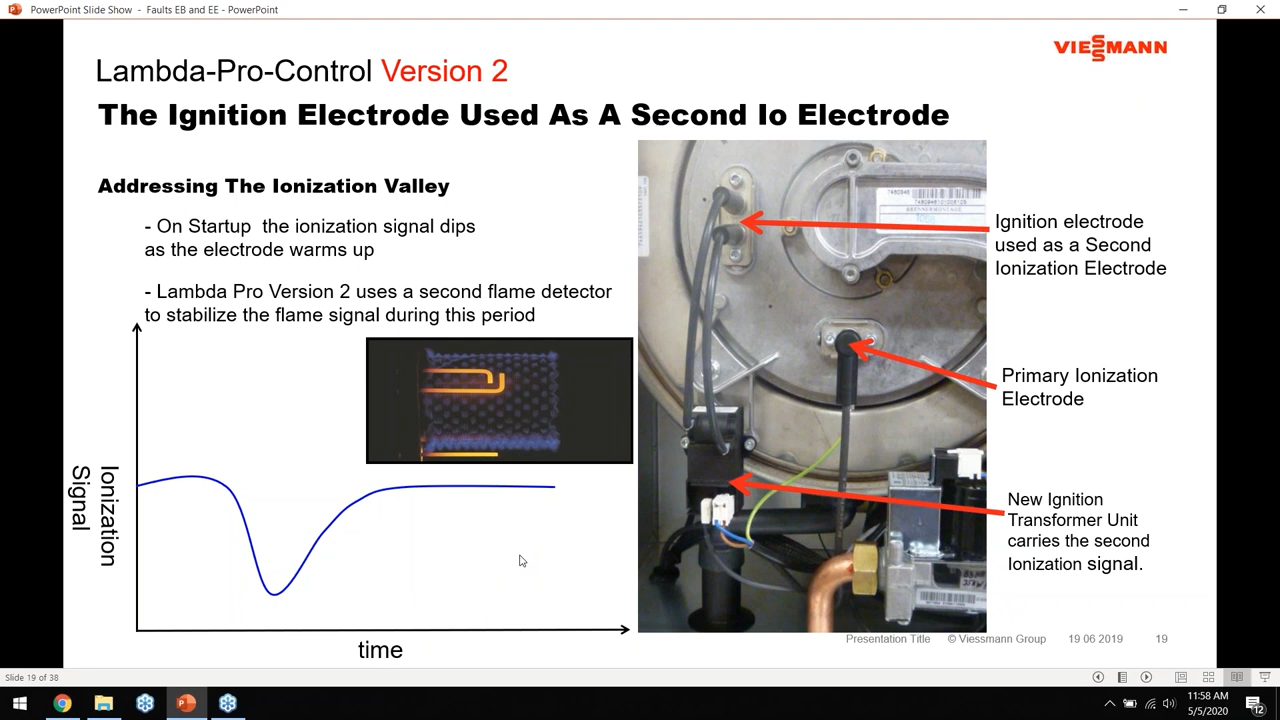 PowerPoint Slide Show - Faults EB and EE - PowerPoint
VIESSMANN
Lambda-Pro-Control Version 2
The Ignition Electrode Used As A Second Io Electrode
Addressing The Ionization Valley
- On Startup the ionization signal dips
as the electrode warms up
- Lambda Pro Version 2 uses a second flame detector
to stabilize the flame signal during this period
Ionization
Signal
time
Ignition electrode
used as a Second
Ionization Electrode
Primary Ionization
Electrode
New Ignition
Transformer Unit
carries the second
Ionization signal.
Presentation Title © Viessmann Group 19 06 2019 19
Slide 19 of 38
11:58 AM
5/5/2020
12